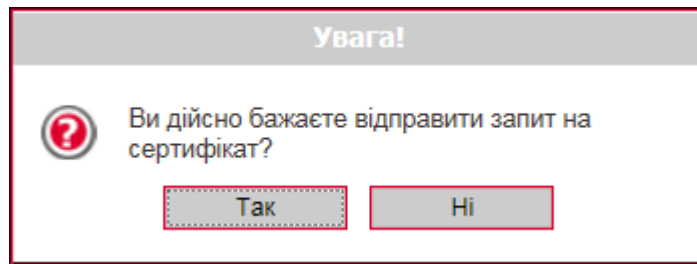 Увага!
Ви дійсно бажаєте відправити запит на
сертифікат?
Так Ні